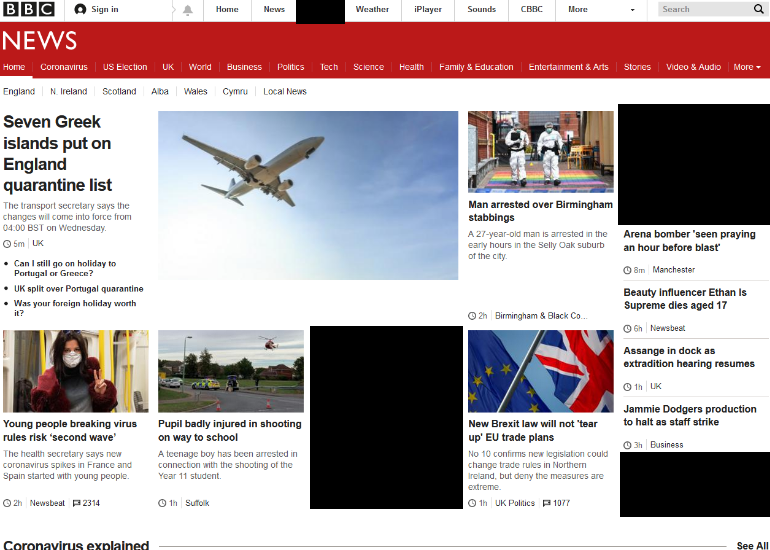 BBC Sign in Home News Weather iPlayer Sounds CBBC More Search
NEWS
Home Coronavirus US Election UK World Business Politics Tech Science Health Family & Education Entertainment & Arts Stories Video & Audio More
England N. Ireland Scotland Alba Wales Cymru Local News
Seven Greek
islands put on
England
quarantine list
The transport secretary says the
changes will come into force from
04:00 BST on Wednesday.
5m UK
Can I still go on holiday to
Portugal or Greece?
UK split over Portugal quarantine
Was your foreign holiday worth
it?
Man arrested over Birmingham
stabbings
A 27-year-old man is arrested in the
early hours in the Selly Oak suburb
of the city.
2h Birmingham & Black Co...
Arena bomber 'seen praying
an hour before blast'
8m Manchester
Beauty influencer Ethan Is
Supreme dies aged 17
6h Newsbeat
Assange in dock as
extradition hearing resumes
1h UK
Jammie Dodgers production
to halt as staff strike
3h Business
Young people breaking virus
rules risk ‘second wave’
The health secretary says new
coronavirus spikes in France and
Spain started with young people.
2h Newsbeat 2314
Pupil badly injured in shooting
on way to school
A teenage boy has been arrested in
connection with the shooting of the
Year 11 student.
1h Suffolk
New Brexit law will not 'tear
up' EU trade plans
No 10 confirms new legislation could
change trade rules in Northern
Ireland, but deny the measures are
extreme.
1h UK Politics 1077
Coronavirus explained See All